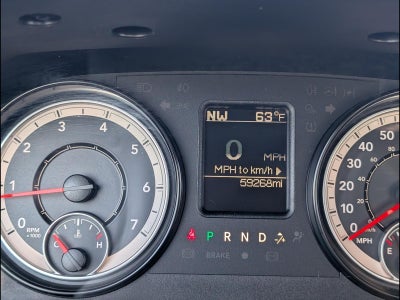 NW 63°F
0 MPH
MPH to km/h ▶
59268mi
P R N D
BRAKE
0 1 2 3 4 5 6 7
RPM
×1000
C H
0 10 20 30 40 50
MPH